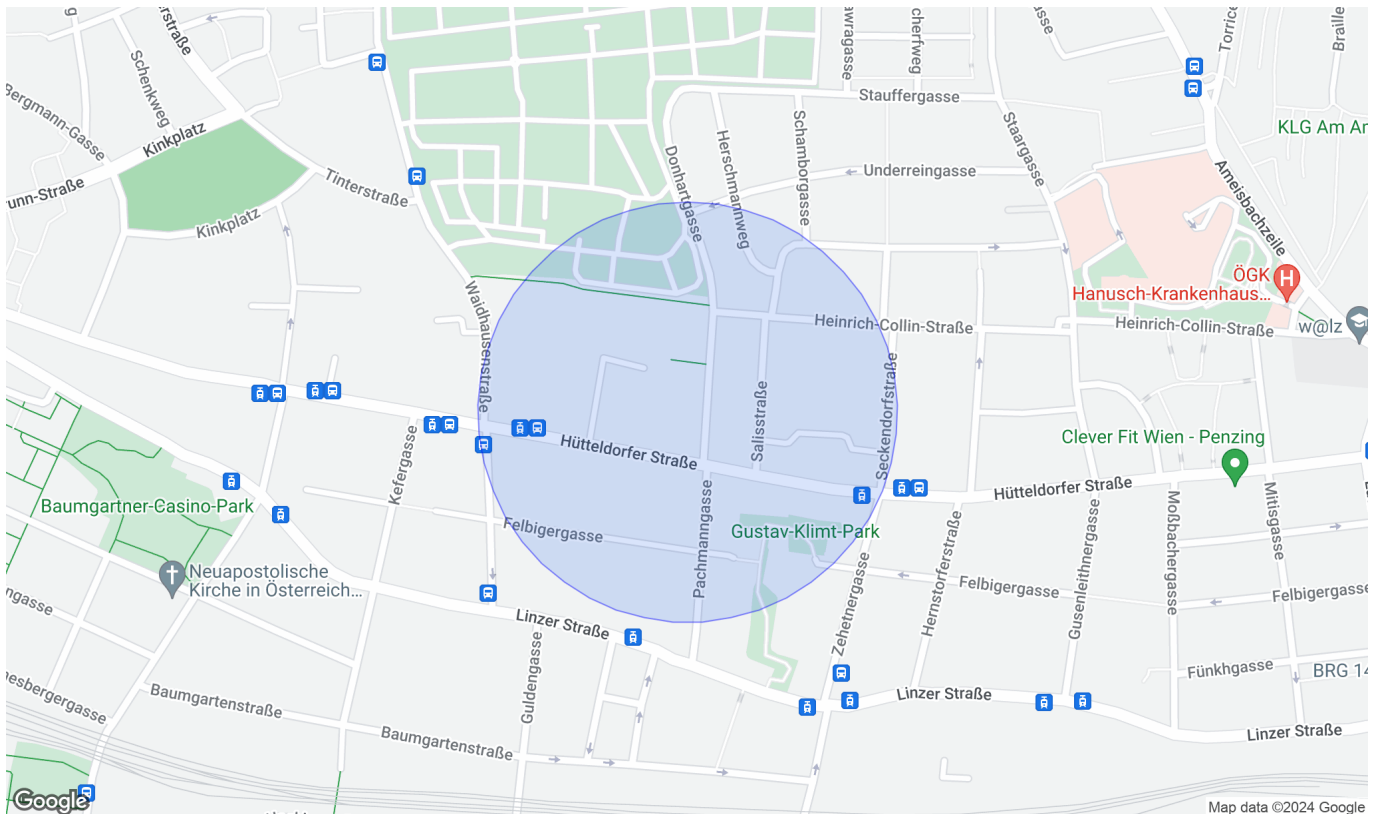 Schenkweg
Bergmann-Gasse
Kinkplatz
Kinkplatz
Tinterstraße
Waidhausenstraße
Donhartgasse
Herschmannweg
Schamborgasse
Stauffergasse
Underreingasse
Staargasse
Ameisbachzeile
KLG Am
ÖGK
Hanusch-Krankenhaus...
w@lz
Heinrich-Collin-Straße
Heinrich-Collin-Straße
Salisstraße
Seckendorfstraße
Clever Fit Wien - Penzing
Hütteldorfer Straße
Hütteldorfer Straße
Kefergasse
Baumgartner-Casino-Park
Gustav-Klimt-Park
Felbigergasse
Felbigergasse
Felbigergasse
Pachmanngasse
Zehetnergasse
Hernstorferstraße
Gusenleithnergasse
Moßbachergasse
Mitlsgasse
Neuapostolische
Kirche in Österreich...
Linzer Straße
Linzer Straße
Linzer Straße
Guldengasse
Fünkhgasse
BRG 14
Baumgartenstraße
Baumgartenstraße
Google
Map data ©2024 Google